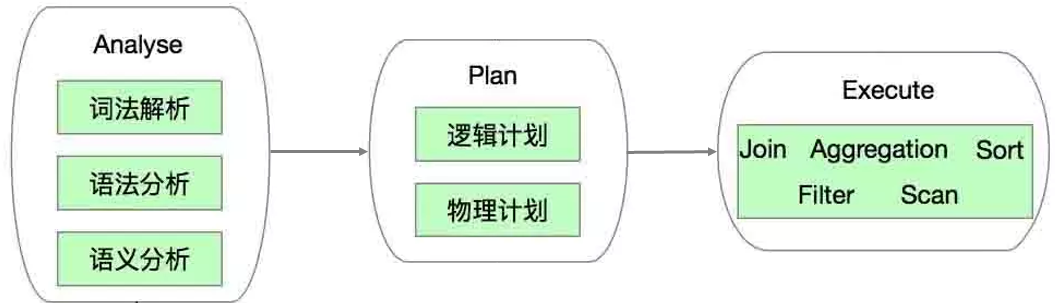 Analyse
词法解析
语法分析
语义分析
Plan
逻辑计划
物理计划
Execute
Join Aggregation Sort
Filter Scan